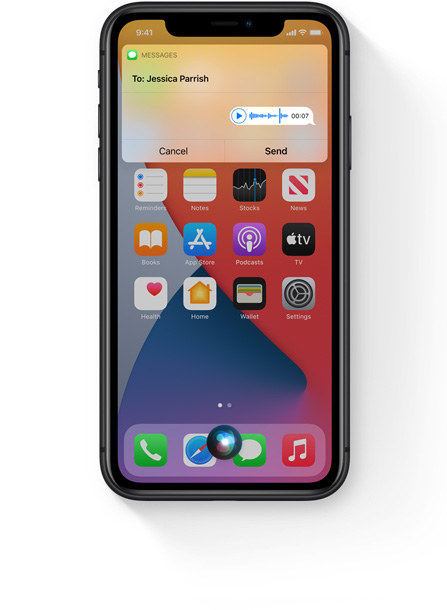 9:41
MESSAGES
To: Jessica Parrish
00:07
Cancel Send
Reminders Notes Stocks News
Books App Store Podcasts TV
tv
Health Home Wallet Settings